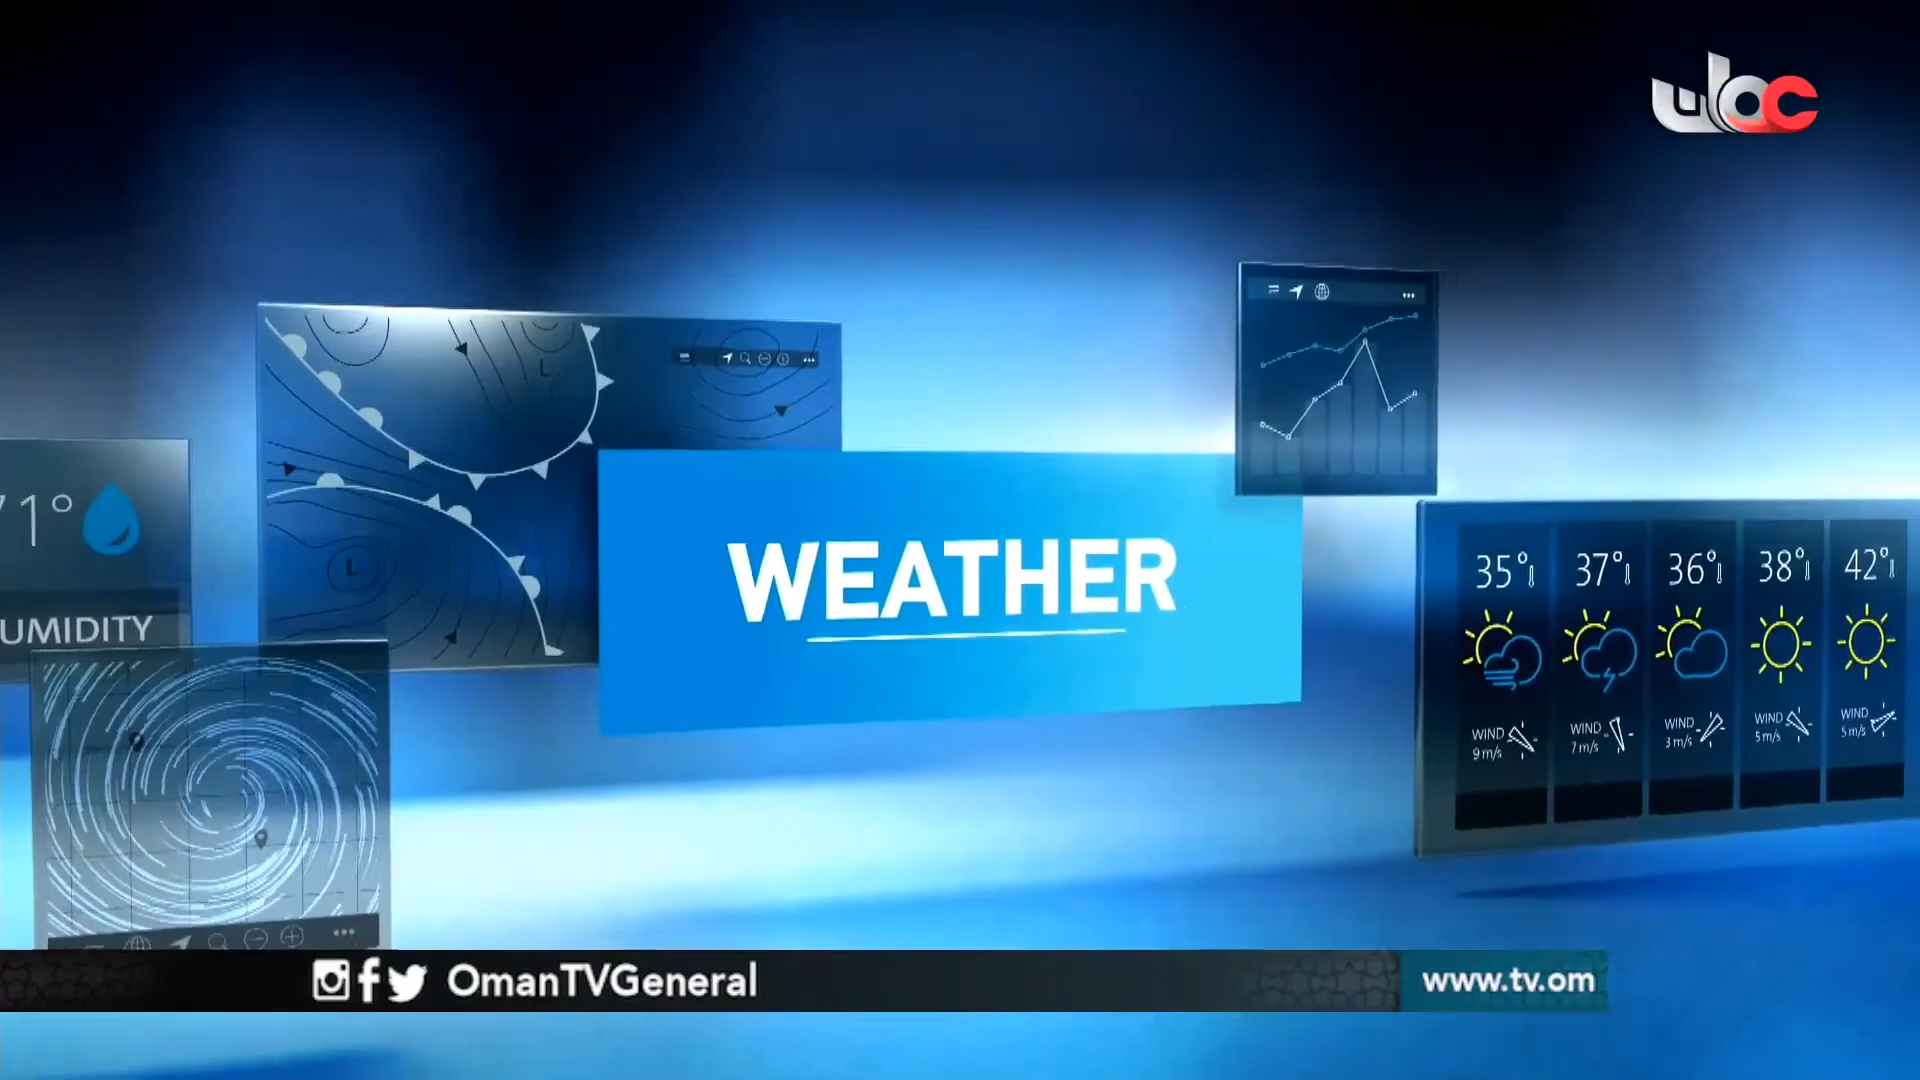 عمان
71°
UMIDITY
L
L
WEATHER
35° 37° 36° 38° 42°
WIND 9 m/s
WIND 7 m/s
WIND 3 m/s
WIND 5 m/s
WIND 5 m/s
OmanTVGeneral
www.tv.om